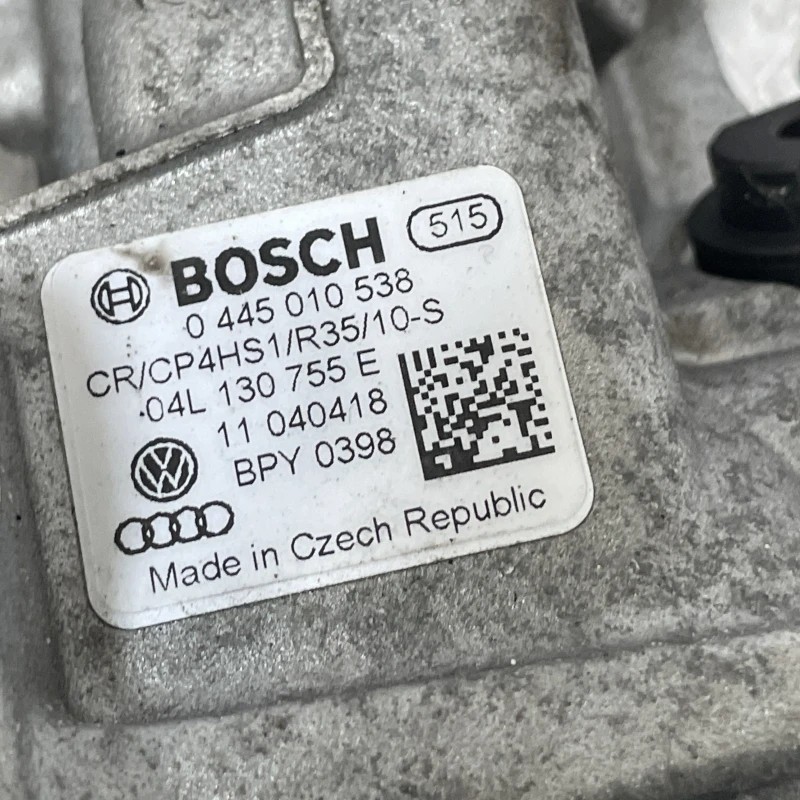 BOSCH 515
0 445 010 538
CR/CP4HS1/R35/10-S
04L 130 755 E
11 040418
BPY 0398
Made in Czech Republic